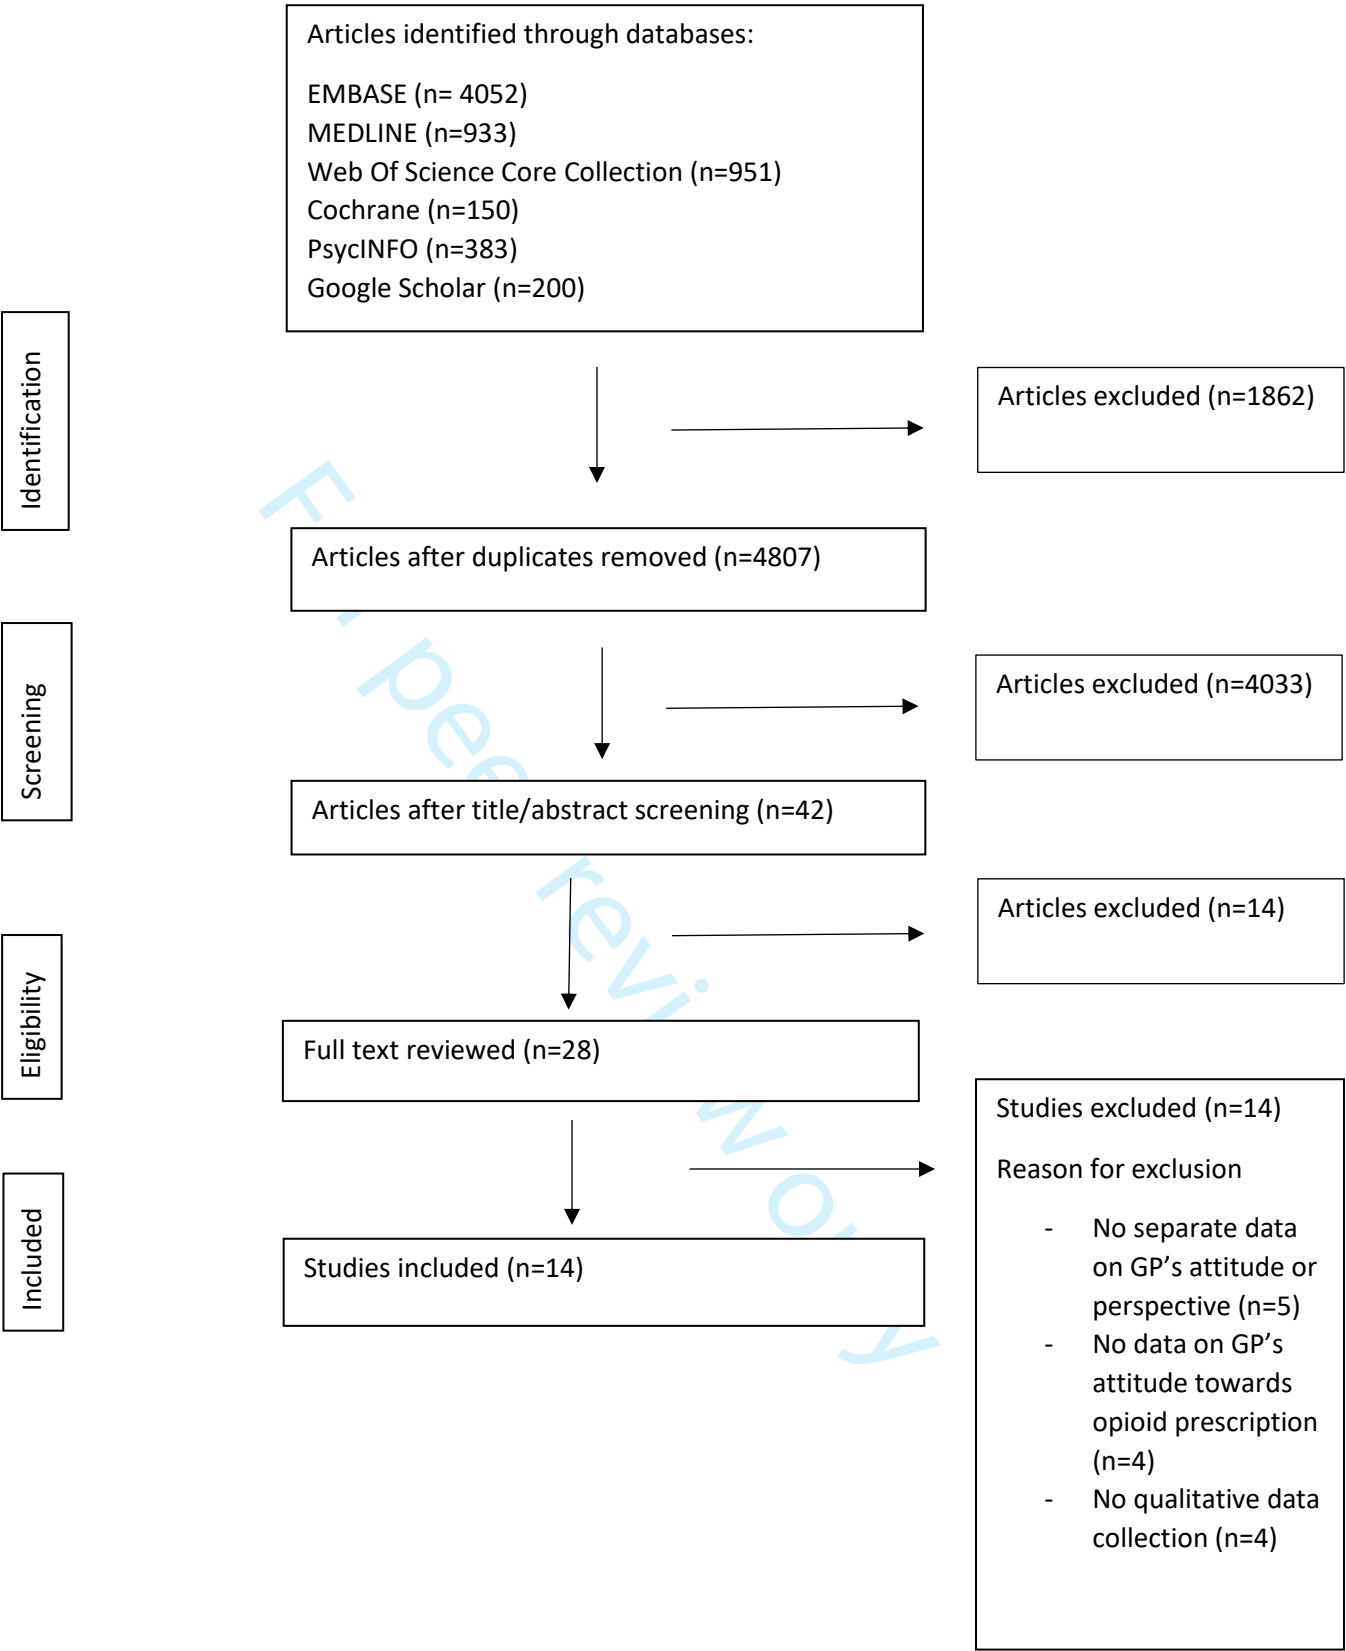 Articles identified through databases:
EMBASE (n= 4052)
MEDLINE (n=933)
Web Of Science Core Collection (n=951)
Cochrane (n=150)
PsycINFO (n=383)
Google Scholar (n=200)
Identification
Articles excluded (n=1862)
Articles after duplicates removed (n=4807)
Screening
Articles excluded (n=4033)
Articles after title/abstract screening (n=42)
Articles excluded (n=14)
Eligibility
Full text reviewed (n=28)
Studies excluded (n=14)
Reason for exclusion
- No separate data
on GP’s attitude or
perspective (n=5)
- No data on GP’s
attitude towards
opioid prescription
(n=4)
- No qualitative data
collection (n=4)
Included
Studies included (n=14)
For peer review only